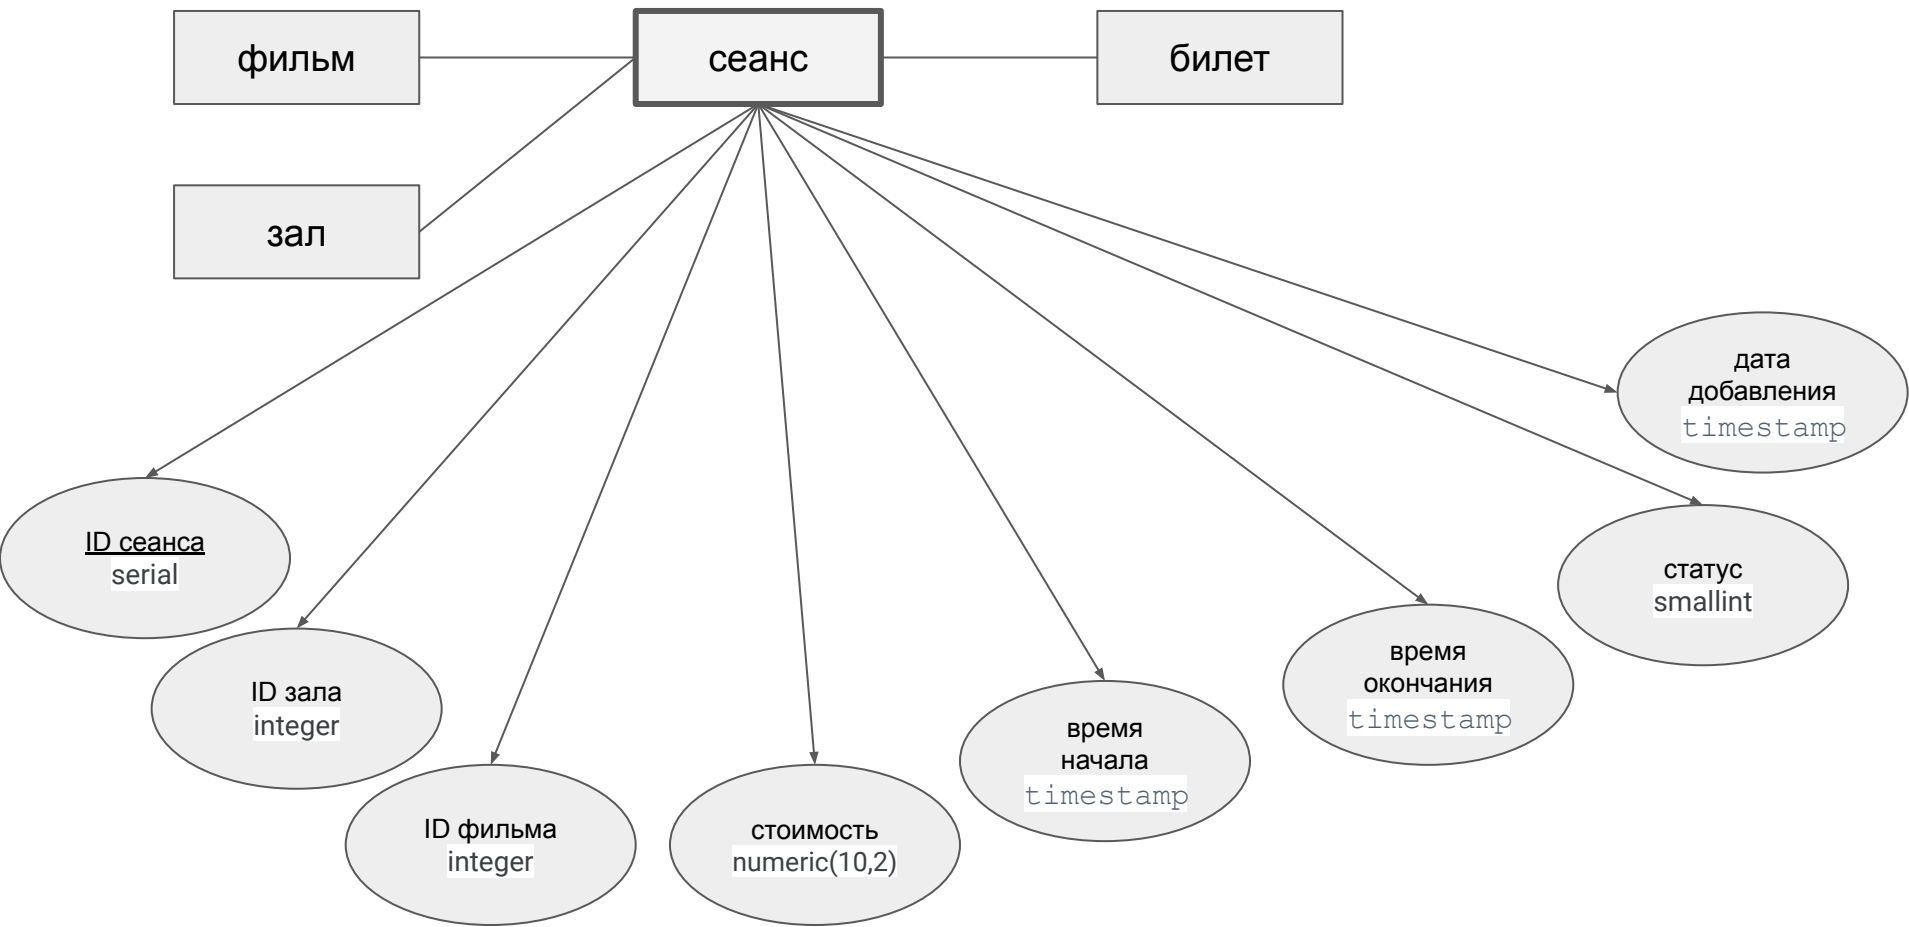 фильм
сеанс
билет
зал
дата
добавления
timestamp
ID сеанса
serial
статус
smallint
ID зала
integer
время
окончания
timestamp
время
начала
timestamp
ID фильма
integer
стоимость
numeric(10,2)